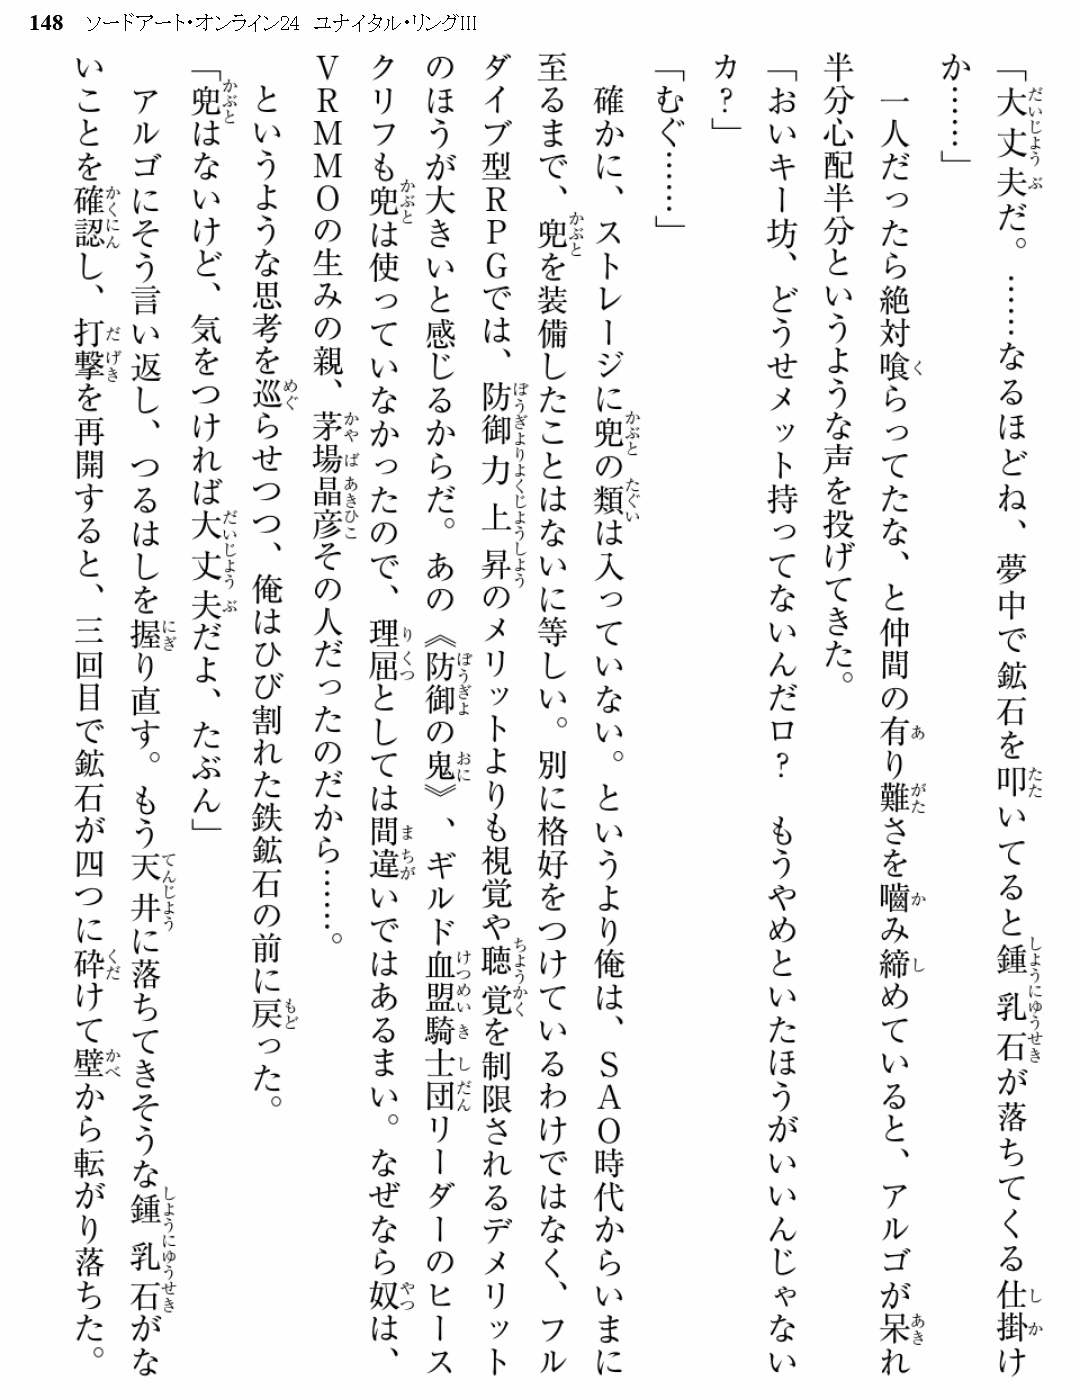 148 ソードアート・オンライン24 ユナイタル・リングIII
「大丈夫だ。……なるほどね、夢中で鉱石を叩いてると鍾乳石が落ちてくる仕掛け
か……」
一人だったら絶対喰らってたな、と仲間の有り難さを嚙み締めていると、アルゴが呆れ
半分心配半分というような声を投げてきた。
「おいキー坊、どうせメット持ってないんだロ? もうやめといたほうがいいんじゃない
カ?」
「むぐ……」
確かに、ストレージに兜の類は入っていない。というより俺は、SAO時代からいまに
至るまで、兜を装備したことはないに等しい。別に格好をつけているわけではなく、フル
ダイブ型RPGでは、防御力上昇のメリットよりも視覚や聴覚を制限されるデメリット
のほうが大きいと感じるからだ。あの《防御の鬼》、ギルド血盟騎士団リーダーのヒース
クリフも兜は使っていなかったので、理屈としては間違いではあるまい。なぜなら奴は、
VRMMOの生みの親、茅場晶彦その人だったのだから……。
というような思考を巡らせつつ、俺はひび割れた鉄鉱石の前に戻った。
「兜はないけど、気をつければ大丈夫だよ、たぶん」
アルゴにそう言い返し、つるはしを握り直す。もう天井に落ちてきそうな鍾乳石がな
いことを確認し、打撃を再開すると、三回目で鉱石が四つに砕けて壁から転がり落ちた。